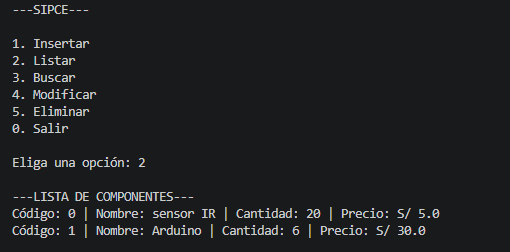 ---SIPCE---
1. Insertar
2. Listar
3. Buscar
4. Modificar
5. Eliminar
0. Salir
Eliga una opción: 2
---LISTA DE COMPONENTES---
Código: 0 | Nombre: sensor IR | Cantidad: 20 | Precio: S/ 5.0
Código: 1 | Nombre: Arduino | Cantidad: 6 | Precio: S/ 30.0